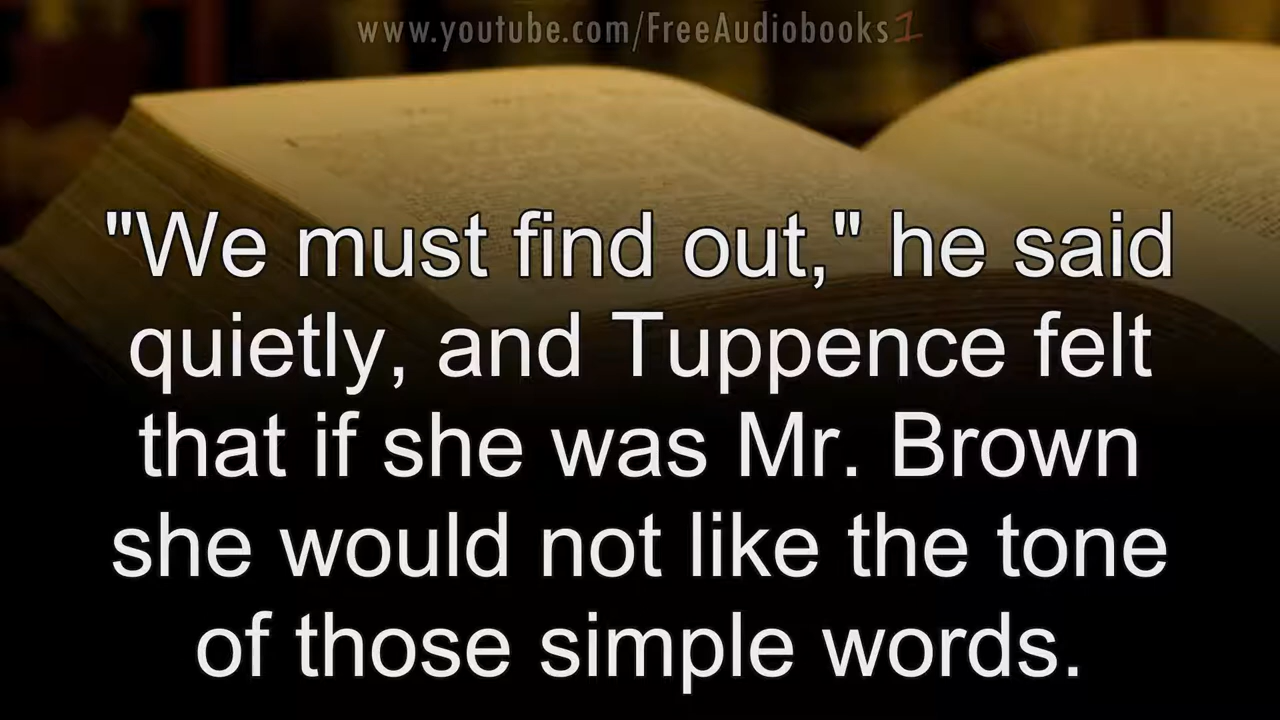 www.youtube.com/FreeAudiobooks1
"We must find out," he said
quietly, and Tuppence felt
that if she was Mr. Brown
she would not like the tone
of those simple words.